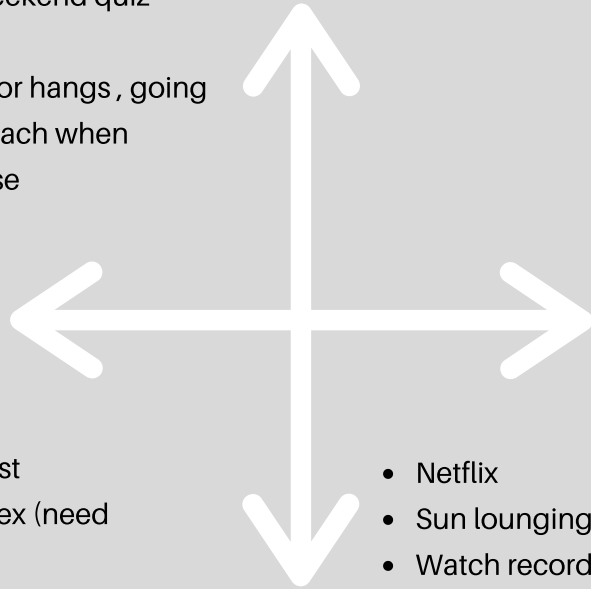 eekend quiz
or hangs , going
ach when
se
st
ex (need
• Netflix
• Sun lounging
• Watch record